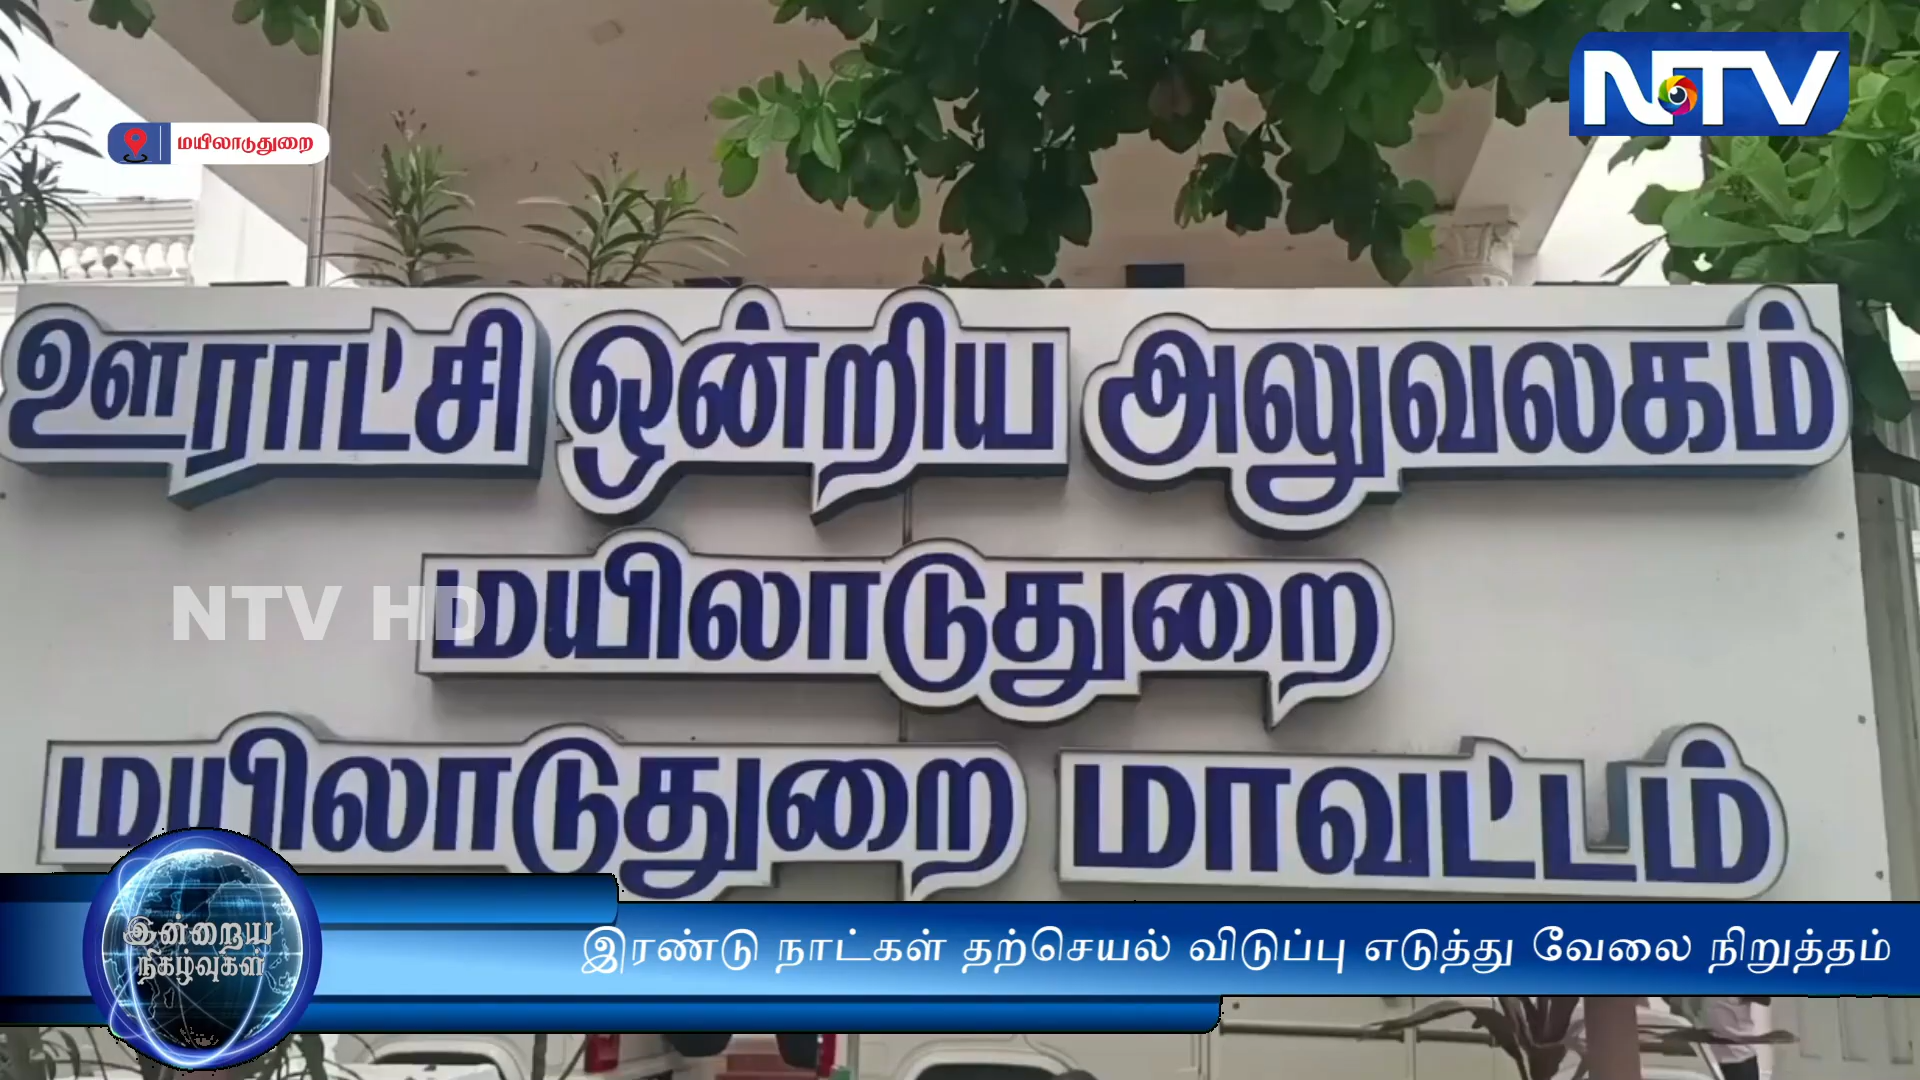 NTV
மயிலாடுதுறை
ஊராட்சி ஒன்றிய அலுவலகம்
மயிலாடுதுறை
NTV HD
மயிலாடுதுறை மாவட்டம்
இன்றைய
நிகழ்வுகள்
இரண்டு நாட்கள் தற்செயல் விடுப்பு எடுத்து வேலை நிறுத்தம்